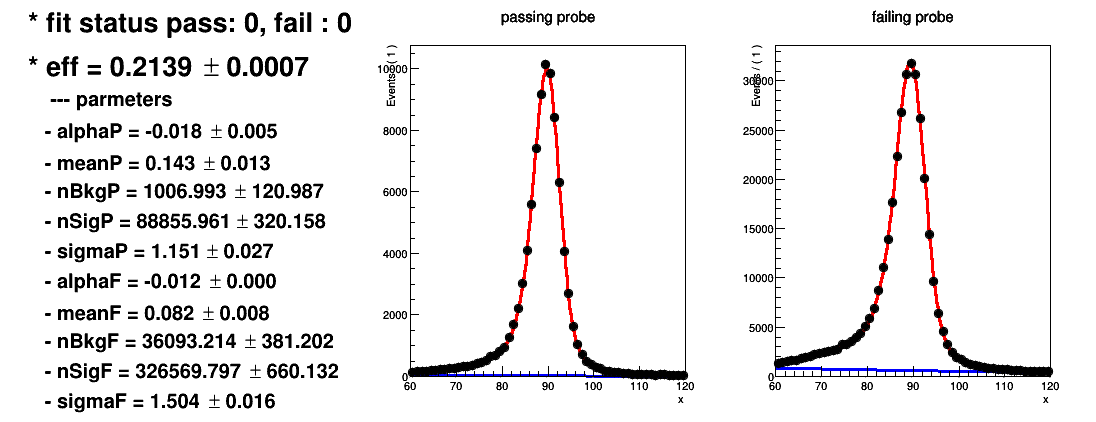 * fit status pass: 0, fail : 0
* eff = 0.2139 ± 0.0007
--- parmeters
- alphaP = -0.018 ± 0.005
- meanP = 0.143 ± 0.013
- nBkgP = 1006.993 ± 120.987
- nSigP = 88855.961 ± 320.158
- sigmaP = 1.151 ± 0.027
- alphaF = -0.012 ± 0.000
- meanF = 0.082 ± 0.008
- nBkgF = 36093.214 ± 381.202
- nSigF = 326569.797 ± 660.132
- sigmaF = 1.504 ± 0.016
passing probe
Events / ( 1 )
10000
8000
6000
4000
2000
0
60 70 80 90 100 110 120
x
failing probe
Events / ( 1 )
30000
25000
20000
15000
10000
5000
0
60 70 80 90 100 110 120
x